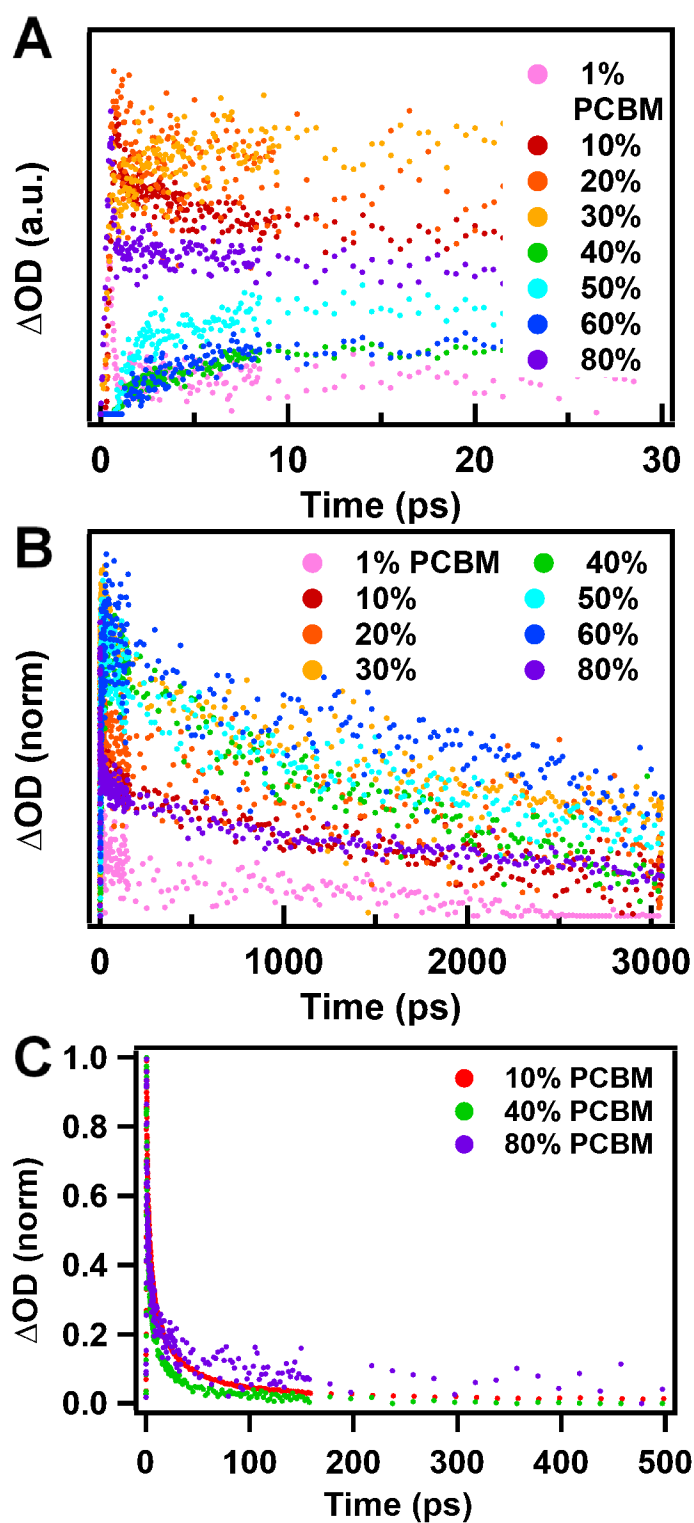 A
ΔOD (a.u.)
1%
PCBM
10%
20%
30%
40%
50%
60%
80%
0 10 20 30
Time (ps)
B
ΔOD (norm)
1% PCBM 40%
10% 50%
20% 60%
30% 80%
0 1000 2000 3000
Time (ps)
C
ΔOD (norm)
1.0
0.8
0.6
0.4
0.2
0.0
10% PCBM
40% PCBM
80% PCBM
0 100 200 300 400 500
Time (ps)